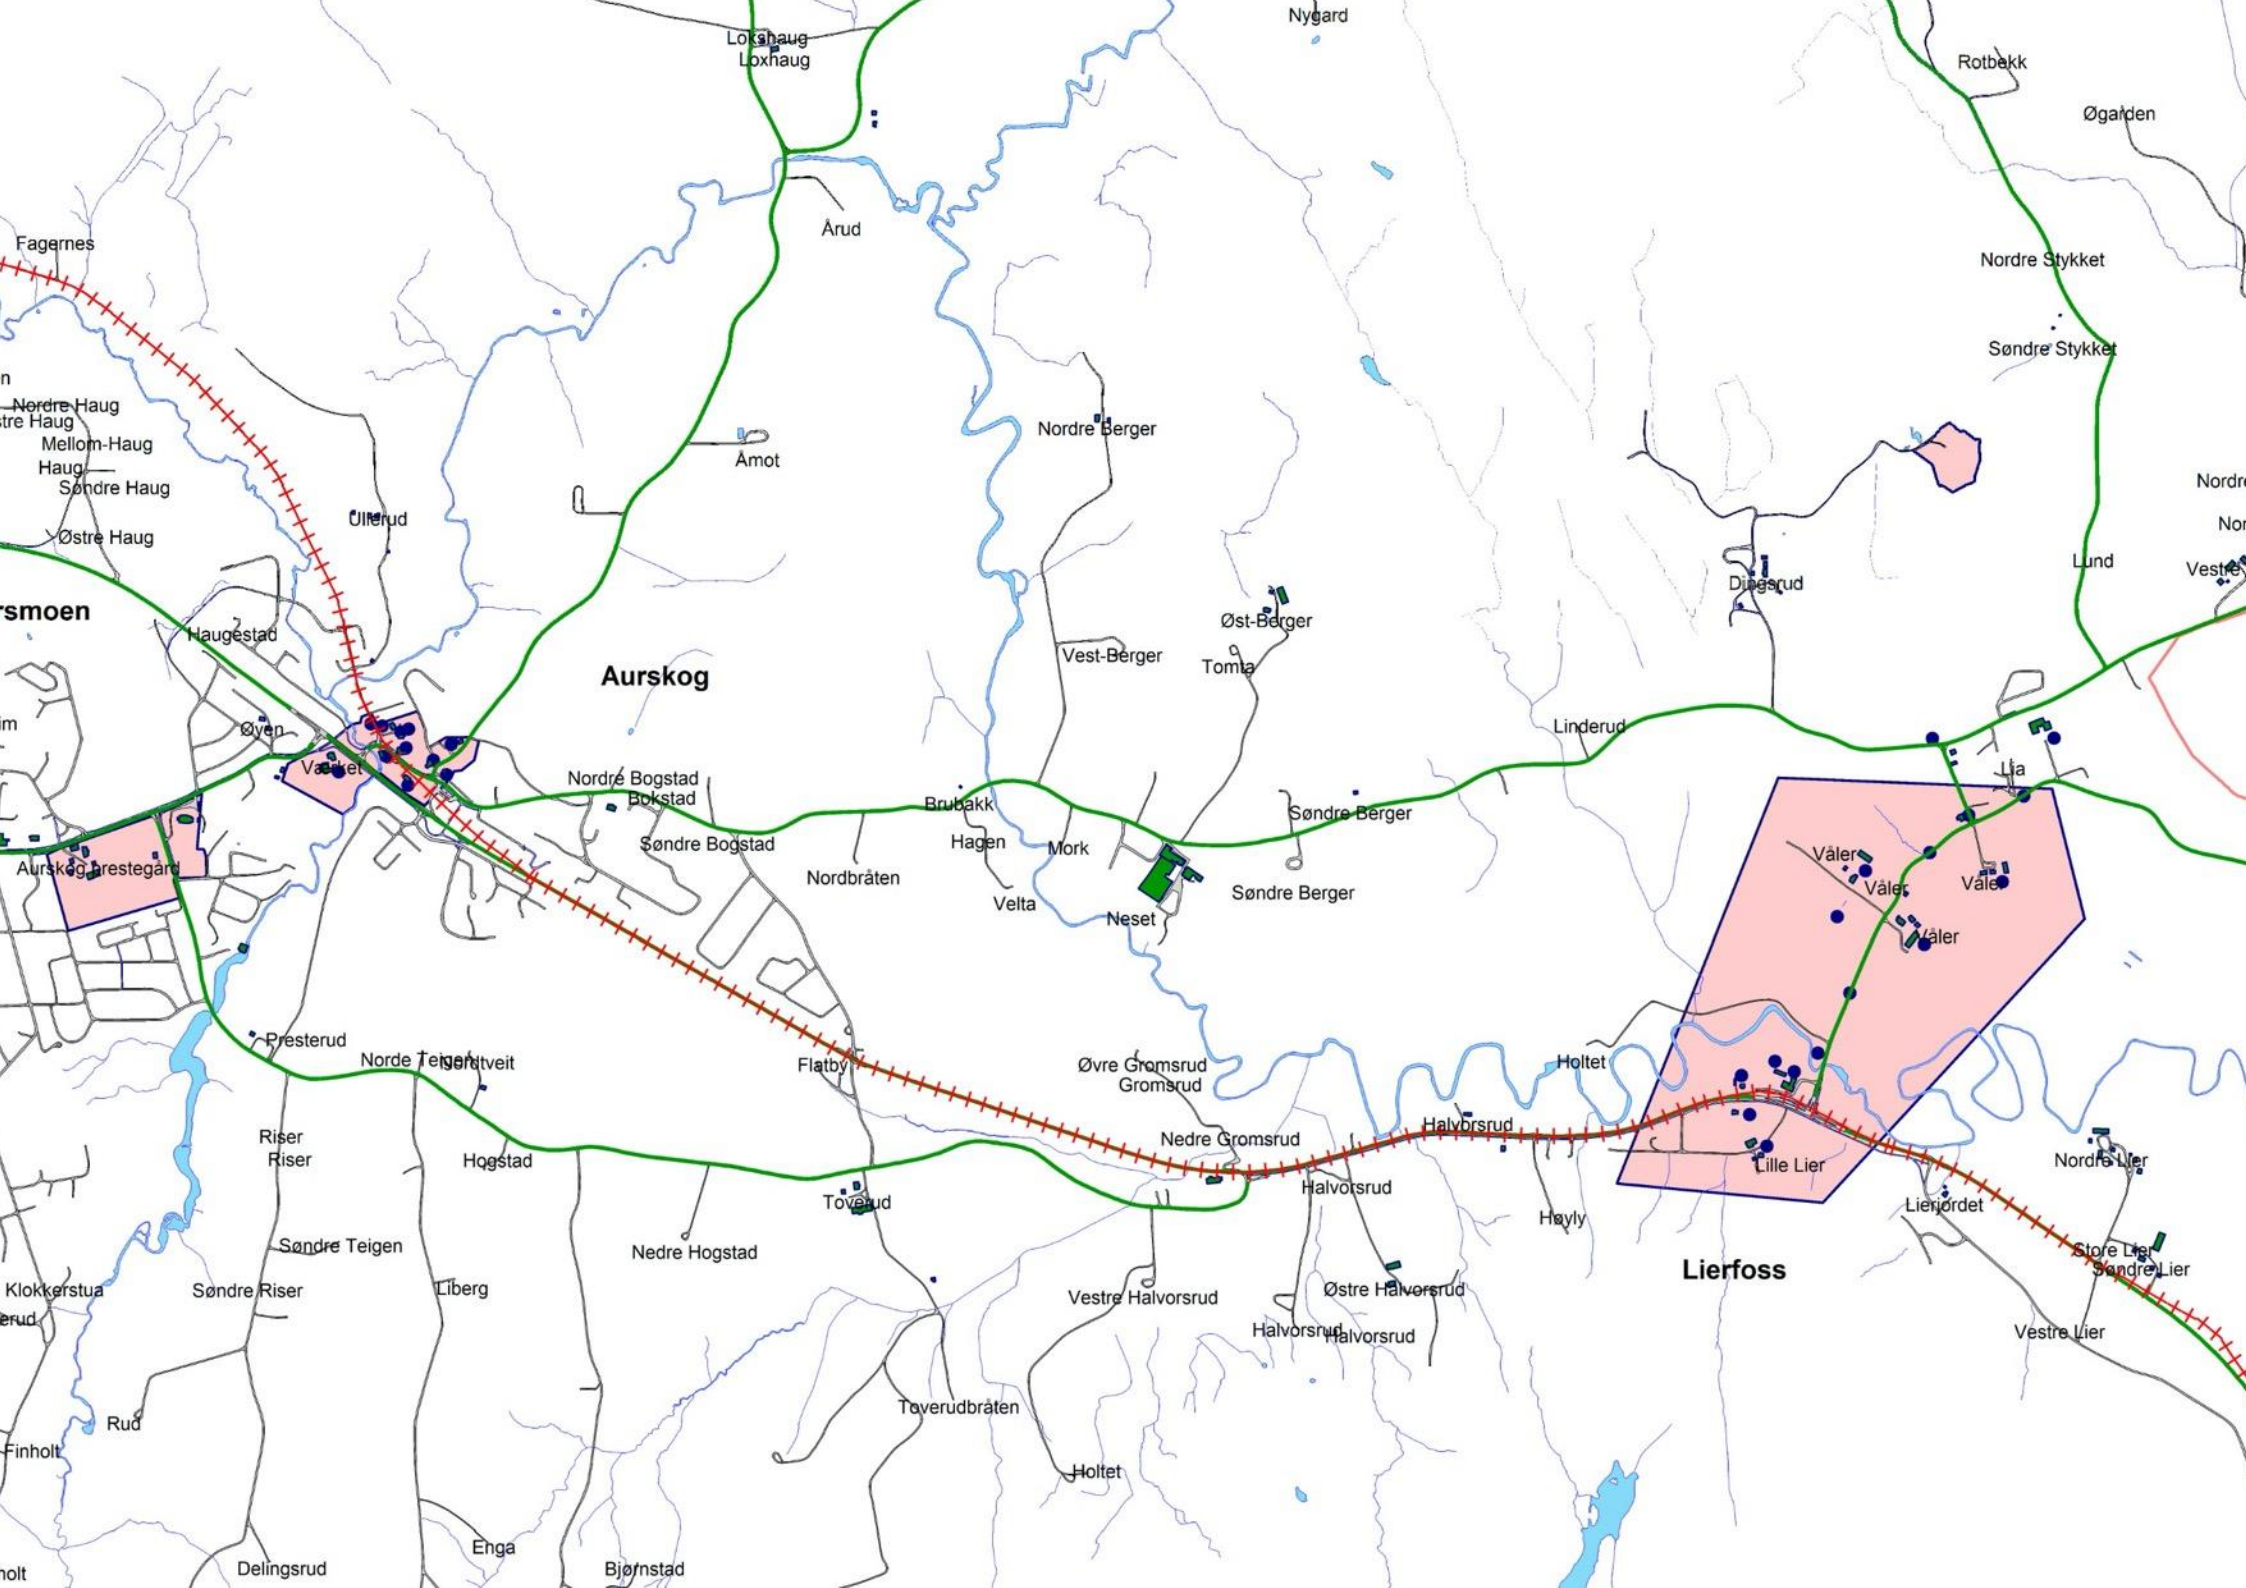 Nygard
Lokshaug
Loxhaug
Rotbekk
Øgarden
Årud
Fagernes
Nordre Stykket
Søndre Stykket
Nordre Haug
Mellom-Haug
Haug
Søndre Haug
Østre Haug
Nordre Berger
Åmot
Ullerud
Lund
Vestre
Dingsrud
Øst-Berger
Haugestad
Vest-Berger
Tomta
Aurskog
Øyen
Linderud
Værket
Lia
Nordre Bogstad
Bokstad
Brubakk
Søndre Berger
Søndre Bogstad
Hagen
Mork
Våler
Aurskog prestegård
Nordbråten
Søndre Berger
Våler
Våler
Velta
Neset
Våler
Presterud
Norde Teigen
Nordtveit
Flatby
Øvre Gromsrud
Gromsrud
Holtet
Halvorsrud
Riser
Riser
Hogstad
Nedre Gromsrud
Lille Lier
Nordre Lier
Halvorsrud
Toverud
Lierjordet
Høyly
Søndre Teigen
Nedre Hogstad
Store Lier
Søndre Lier
Lierfoss
Klokkerstua
Søndre Riser
Liberg
Vestre Halvorsrud
Østre Halvorsrud
Halvorsrud
Halvorsrud
Vestre Lier
Toverudbråten
Rud
Finholt
Holtet
Enga
Delingsrud
Bjørnstad